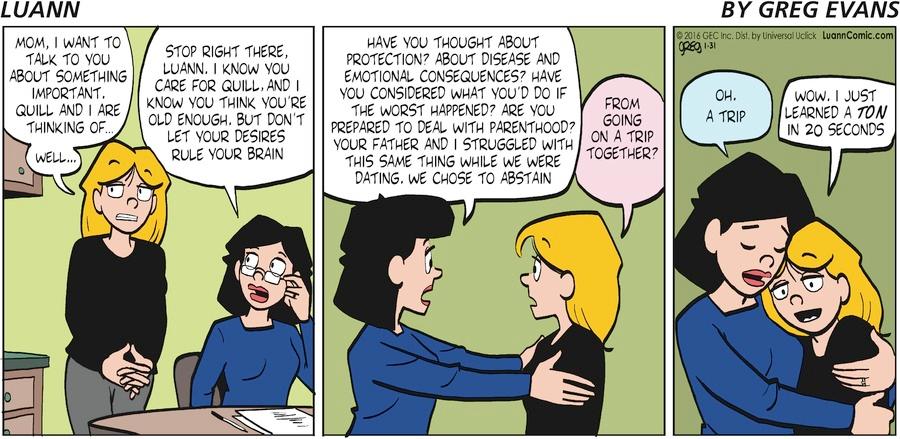 LUANN
BY GREG EVANS
MOM, I WANT TO
TALK TO YOU
ABOUT SOMETHING
IMPORTANT.
QUILL AND I ARE
THINKING OF...
WELL...
STOP RIGHT THERE,
LUANN. I KNOW YOU
CARE FOR QUILL, AND I
KNOW YOU THINK YOU'RE
OLD ENOUGH. BUT DON'T
LET YOUR DESIRES
RULE YOUR BRAIN
HAVE YOU THOUGHT ABOUT
PROTECTION? ABOUT DISEASE AND
EMOTIONAL CONSEQUENCES? HAVE
YOU CONSIDERED WHAT YOU'D DO IF
THE WORST HAPPENED? ARE YOU
PREPARED TO DEAL WITH PARENTHOOD?
YOUR FATHER AND I STRUGGLED WITH
THIS SAME THING WHILE WE WERE
DATING. WE CHOSE TO ABSTAIN
FROM
GOING
ON A TRIP
TOGETHER?
© 2016 GEC Inc. Dist. by Universal Uclick LuannComic.com
greg 1-31
OH.
A TRIP
WOW. I JUST
LEARNED A TON
IN 20 SECONDS